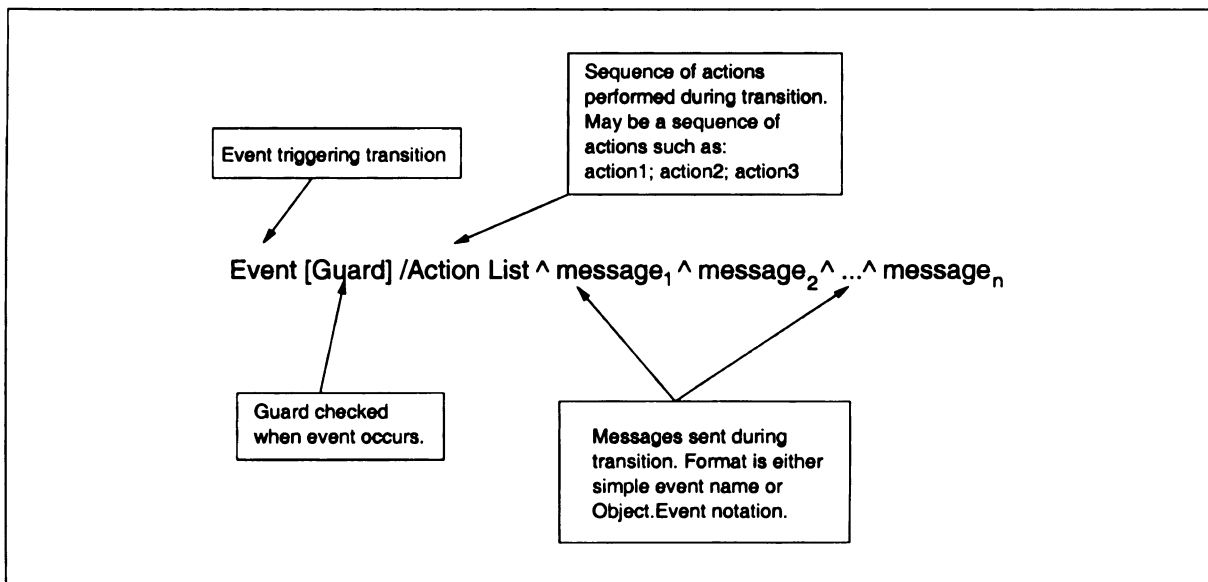 Sequence of actions
performed during transition.
May be a sequence of
actions such as:
action1; action2; action3
Event triggering transition
Event [Guard] /Action List ^ message1 ^ message2 ^ ... ^ messagen
Guard checked
when event occurs.
Messages sent during
transition. Format is either
simple event name or
Object.Event notation.